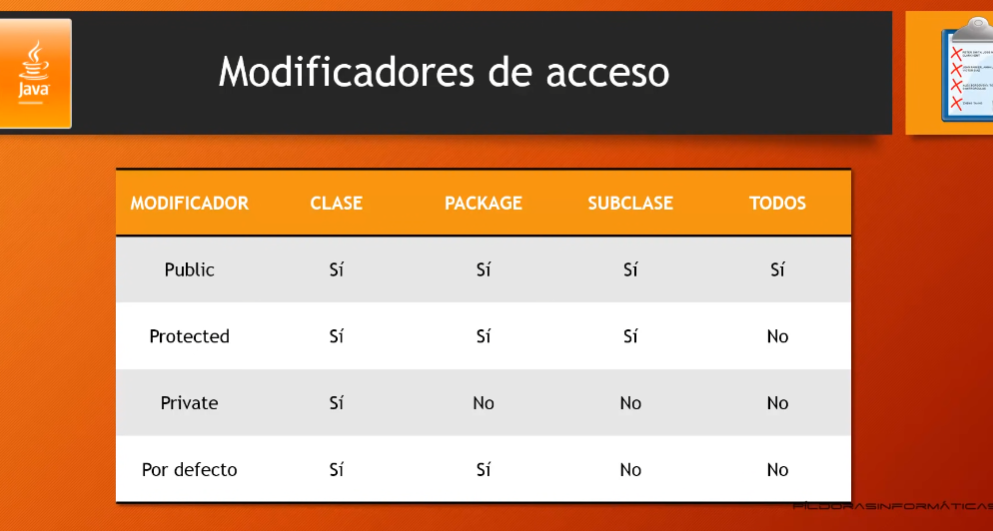 Java
Modificadores de acceso
MODIFICADOR CLASE PACKAGE SUBCLASE TODOS
Public Sí Sí Sí Sí
Protected Sí Sí Sí No
Private Sí No No No
Por defecto Sí Sí No No
PÍLDORASINFORMÁTICAS